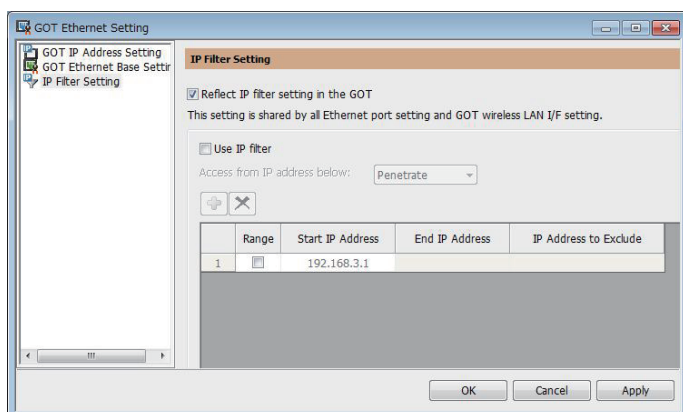 GOT Ethernet Setting
GOT IP Address Setting
GOT Ethernet Base Settir
IP Filter Setting
IP Filter Setting
Reflect IP filter setting in the GOT
This setting is shared by all Ethernet port setting and GOT wireless LAN I/F setting.
Use IP filter
Access from IP address below: Penetrate
Range Start IP Address End IP Address IP Address to Exclude
1 192.168.3.1
OK Cancel Apply